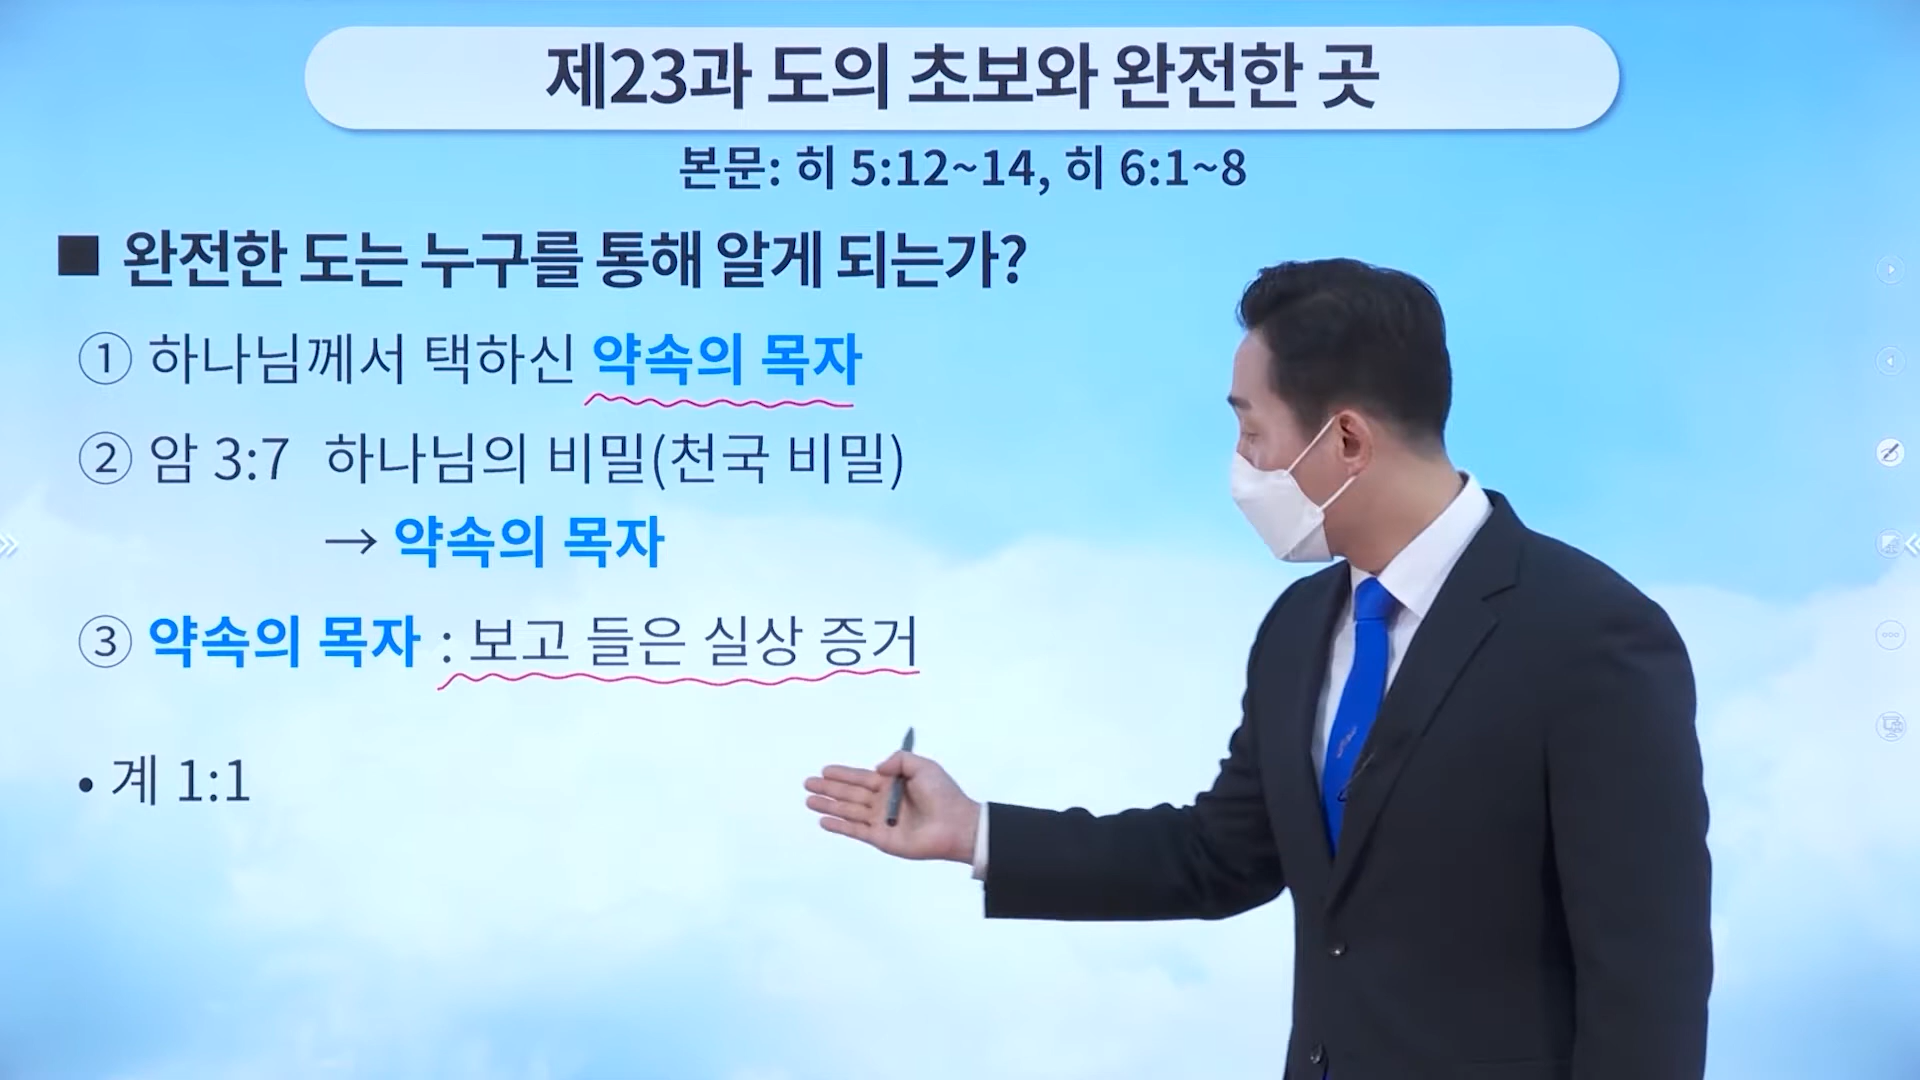 제23과 도의 초보와 완전한 곳
본문: 히 5:12~14, 히 6:1~8
■ 완전한 도는 누구를 통해 알게 되는가?
① 하나님께서 택하신 약속의 목자
② 암 3:7 하나님의 비밀(천국 비밀)
→ 약속의 목자
③ 약속의 목자 : 보고 들은 실상 증거
• 계 1:1